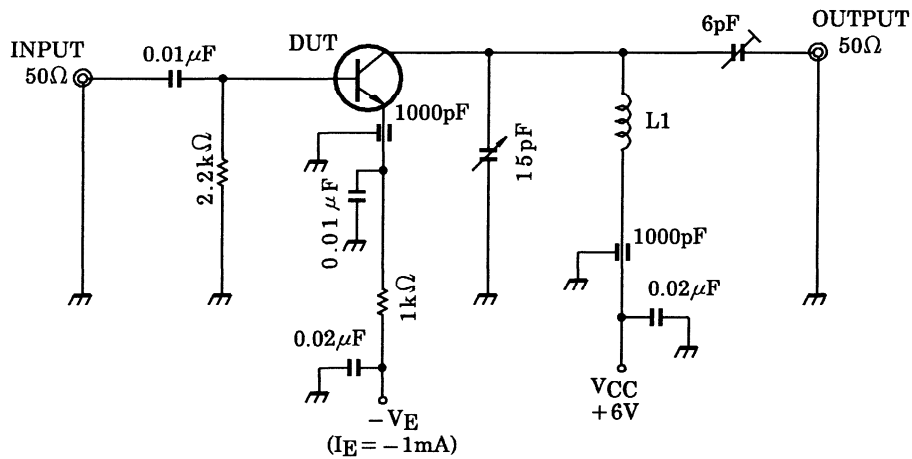 INPUT
50Ω
0.01μF
DUT
6pF
OUTPUT
50Ω
1000pF
2.2kΩ
0.01μF
15pF
L1
1000pF
1kΩ
0.02μF
0.02μF
−VE
(IE=−1mA)
VCC
+6V